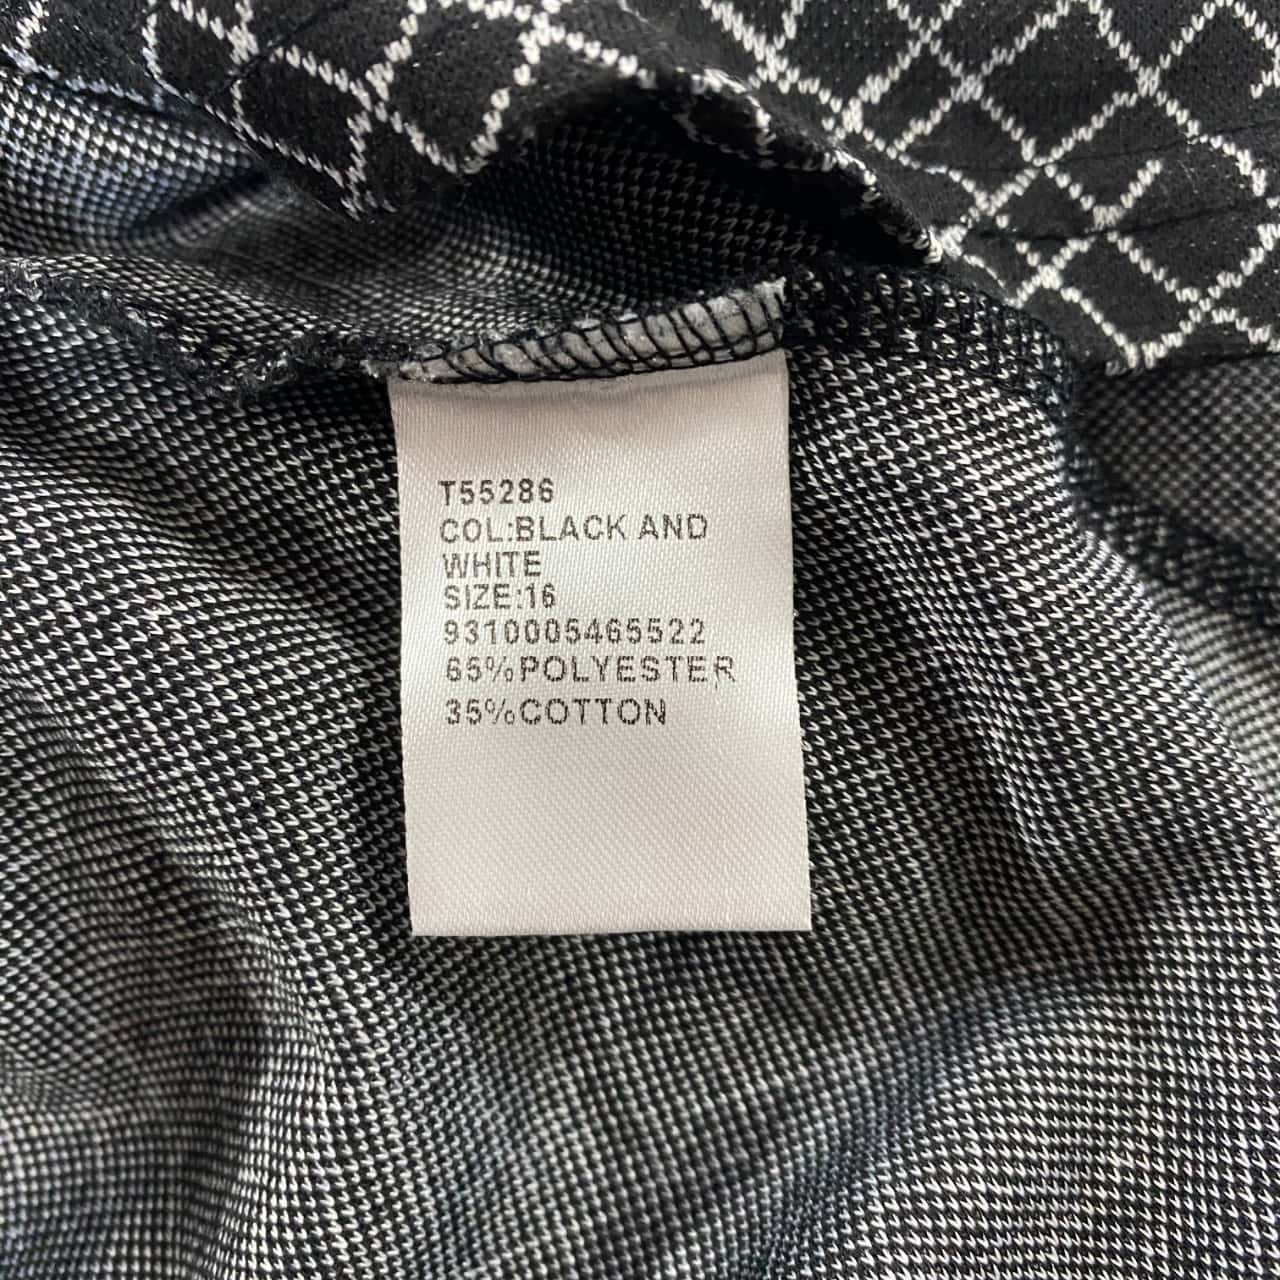 T55286
COL:BLACK AND
WHITE
SIZE:16
9310005465522
65%POLYESTER
35%COTTON